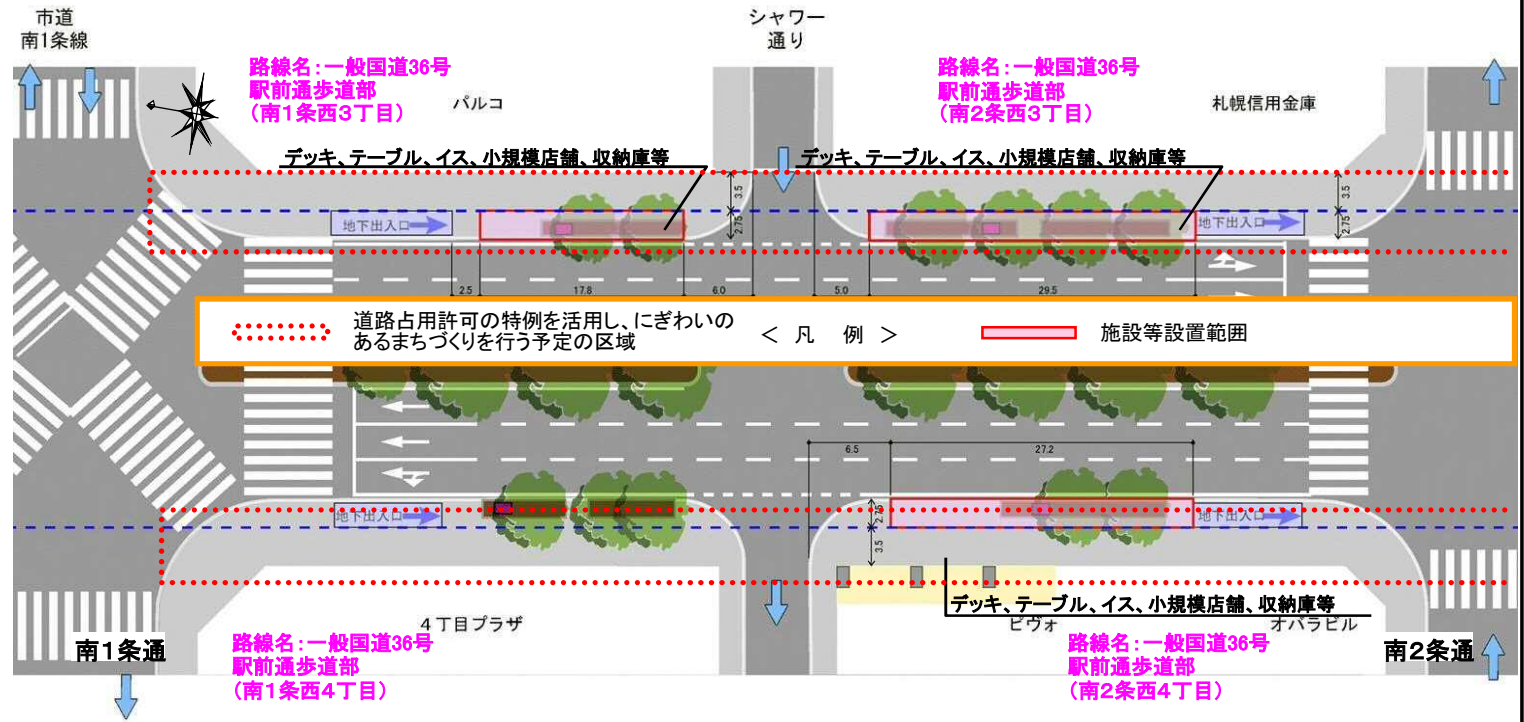 市道
南1条線
シャワー
通り
路線名:一般国道36号
駅前通歩道部
(南1条西3丁目)
パルコ
路線名:一般国道36号
駅前通歩道部
(南2条西3丁目)
札幌信用金庫
デッキ、テーブル、イス、小規模店舗、収納庫等
デッキ、テーブル、イス、小規模店舗、収納庫等
3.5
3.5
地下出入口
2.75
地下出入口
2.75
2.5
17.8
6.0
5.0
29.5
道路占用許可の特例を活用し、にぎわいの
あるまちづくりを行う予定の区域
< 凡 例 >
施設等設置範囲
6.5
27.2
地下出入口
2.75
地下出入口
3.5
デッキ、テーブル、イス、小規模店舗、収納庫等
4丁目プラザ
ビヴォ
オバラビル
南1条通
路線名:一般国道36号
駅前通歩道部
(南1条西4丁目)
路線名:一般国道36号
駅前通歩道部
(南2条西4丁目)
南2条通